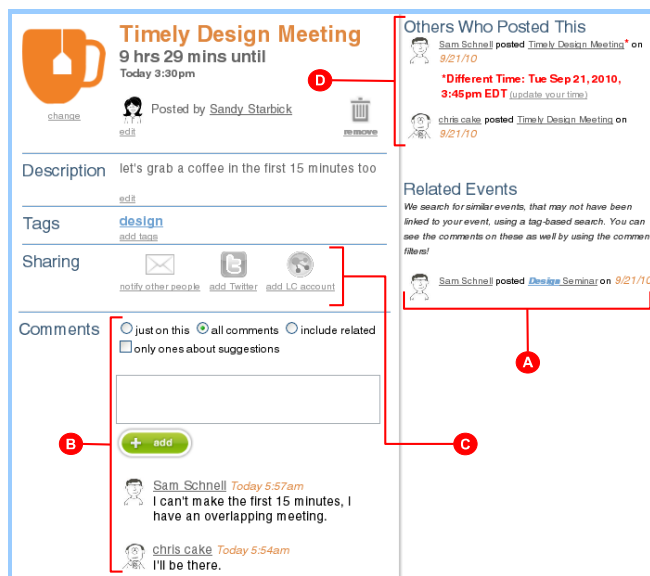 Timely Design Meeting
9 hrs 29 mins until
Today 3:30pm
change
Posted by Sandy Starbick
edit
remove
Description
let's grab a coffee in the first 15 minutes too
edit
Tags
design
add tags
Sharing
notify other people
add Twitter
add LC account
Comments
just on this all comments include related
only ones about suggestions
+ add
Sam Schnell Today 5:57am
I can't make the first 15 minutes, I
have an overlapping meeting.
chris cake Today 5:54am
I'll be there.
Others Who Posted This
Sam Schnell posted Timely Design Meeting* on
9/21/10
*Different Time: Tue Sep 21, 2010,
3:45pm EDT (update your time)
chris cake posted Timely Design Meeting on
9/21/10
Related Events
We search for similar events, that may not have been
linked to your event, using a tag-based search. You can
see the comments on these as well by using the commen
filters!
Sam Schnell posted Design Seminar on 9/21/10
D
A
B
C